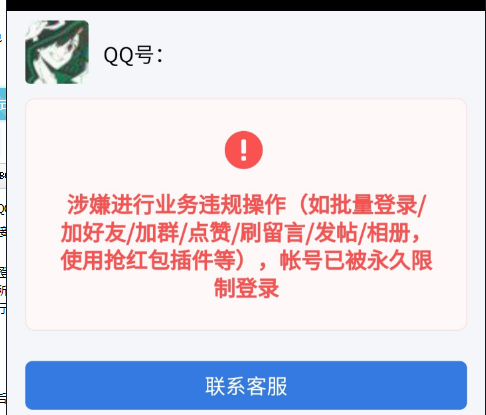 QQ号：
涉嫌进行业务违规操作（如批量登录/
加好友/加群/点赞/刷留言/发帖/相册，
使用抢红包插件等），帐号已被永久限
制登录
联系客服